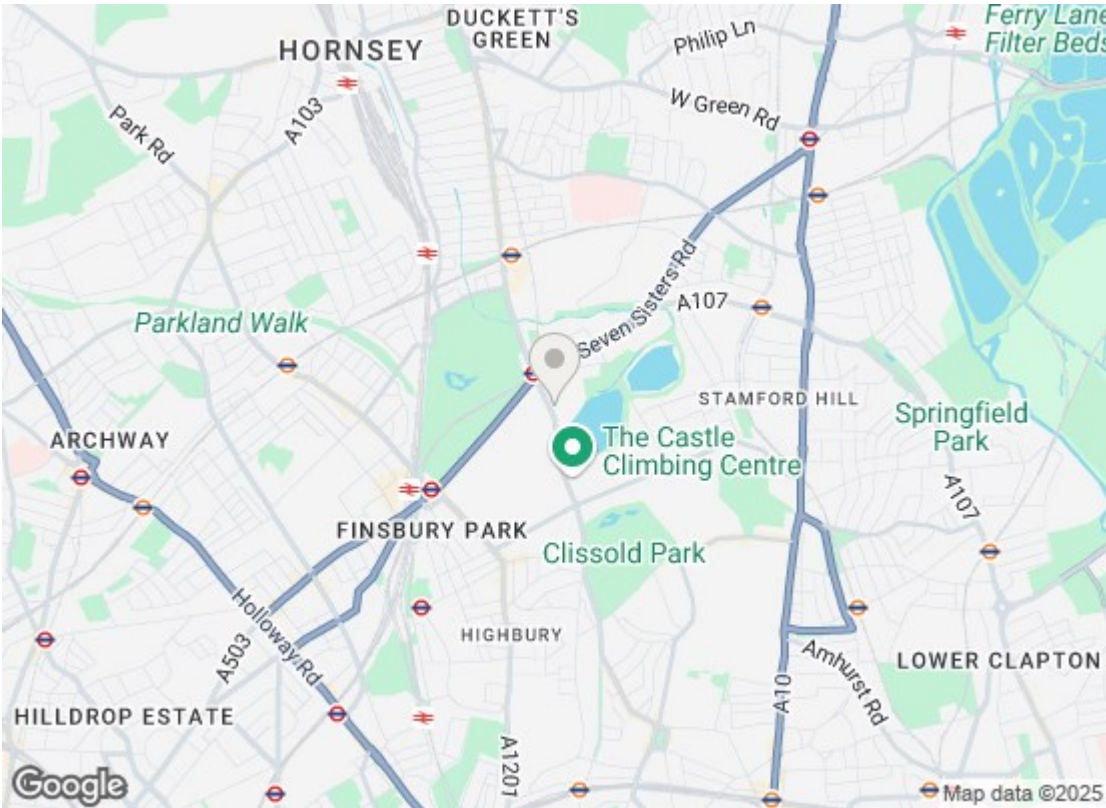 DUCKETT'S
GREEN
Ferry Lane
Filter Beds
HORNSEY
Philip Ln
W Green Rd
A103
Park Rd
Seven Sisters Rd
A107
Parkland Walk
STAMFORD HILL
Springfield
Park
ARCHWAY
The Castle
Climbing Centre
A107
FINSBURY PARK
Clissold Park
Holloway Rd
HIGHBURY
A503
Amhurst Rd
LOWER CLAPTON
A10
HILLDROP ESTATE
A1201
Google
Map data ©2025